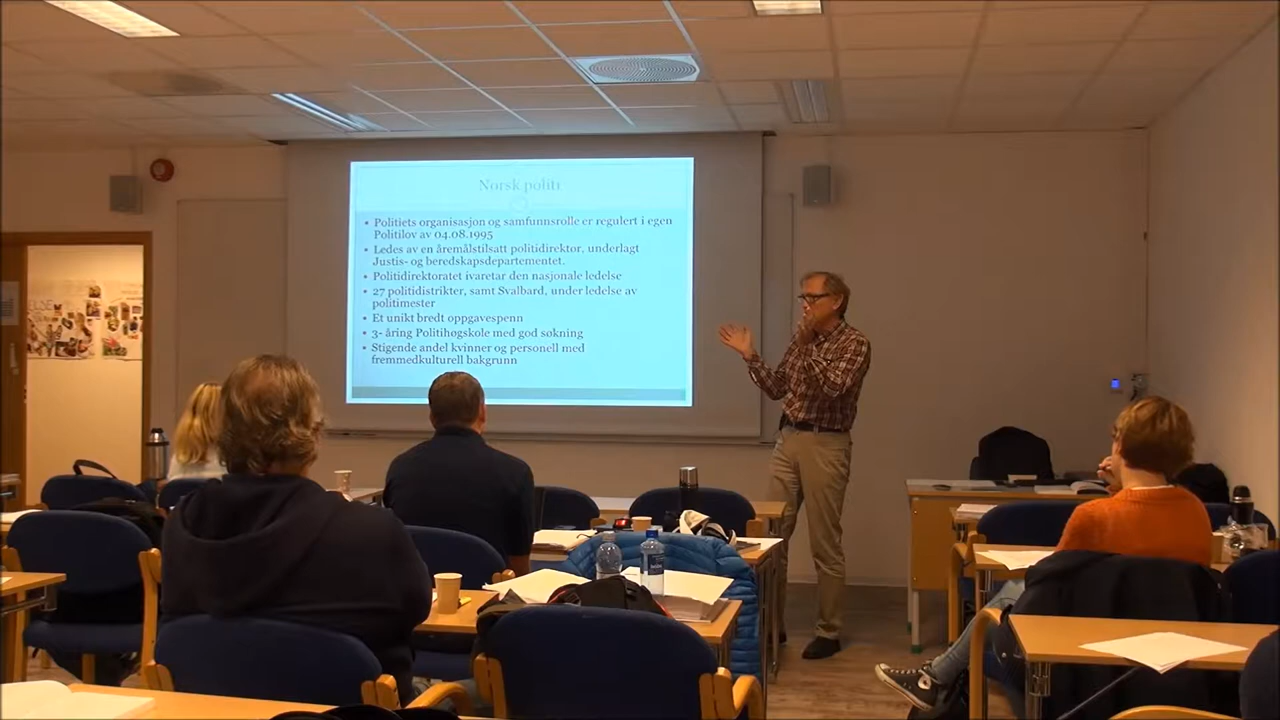 Norsk politi
• Politiets organisasjon og samfunnsrolle er regulert i egen
Politilov av 04.08.1995
• Ledes av en åremålstilsatt politidirektør, underlagt
Justis- og beredskapsdepartementet.
• Politidirektoratet ivaretar den nasjonale ledelse
• 27 politidistrikter, samt Svalbard, under ledelse av
politimester
• Et unikt bredt oppgavespenn
• 3- åring Politihøgskole med god søkning
• Stigende andel kvinner og personell med
fremmedkulturell bakgrunn